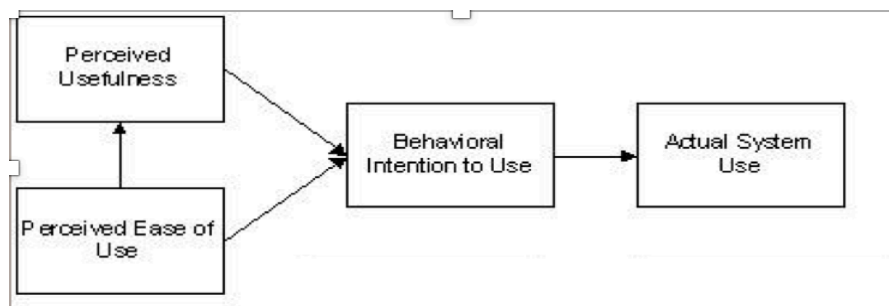 Perceived
Usefulness
Behavioral
Intention to Use
Actual System
Use
Perceived Ease of
Use